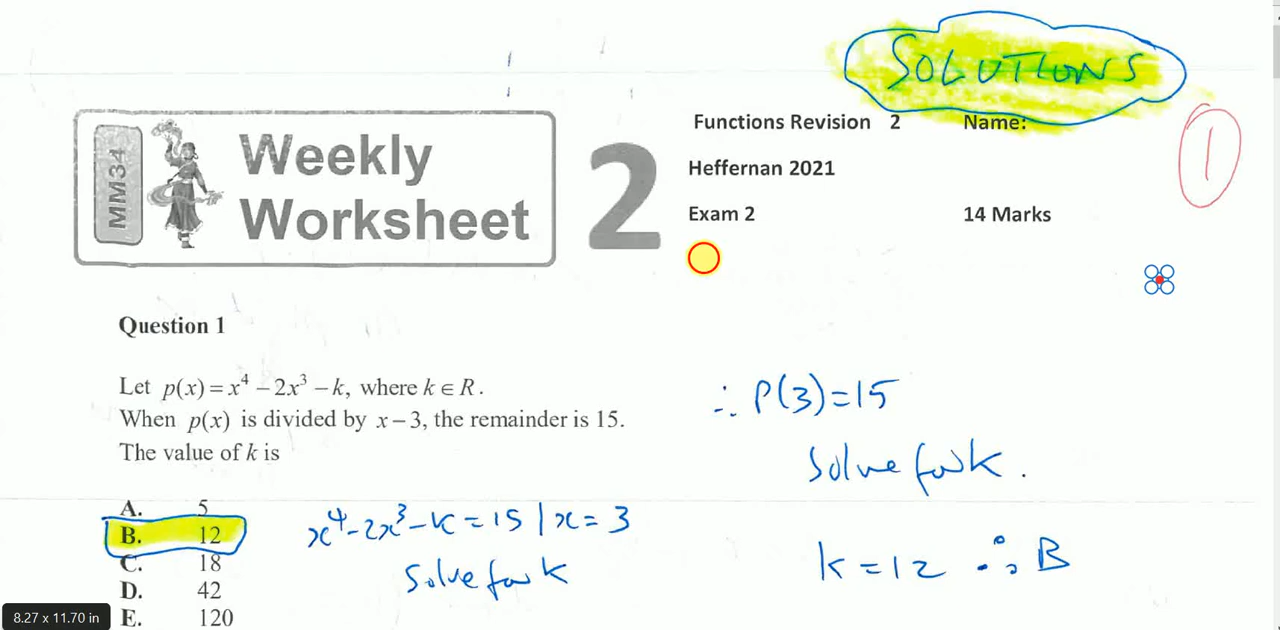 SOLUTIONS
MM34
Weekly
Worksheet
2
Functions Revision 2 Name:
Heffernan 2021
Exam 2 14 Marks
1
Question 1
Let p(x) = x⁴ – 2x³ – k, where k ∈ R.
When p(x) is divided by x – 3, the remainder is 15.
The value of k is
∴ P(3) = 15
Solve for k.
A. 5
B. 12
C. 18
D. 42
E. 120
x⁴ - 2x³ - k = 15 | x = 3
Solve for k
k = 12 ∴ B
8.27 x 11.70 in